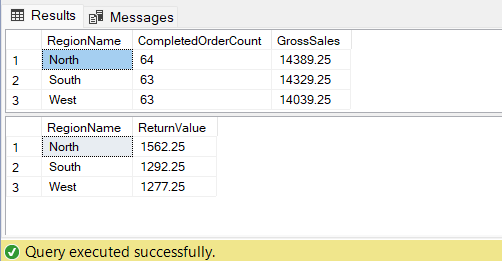 Results Messages
RegionName CompletedOrderCount GrossSales
1 North 64 14389.25
2 South 63 14329.25
3 West 63 14039.25
RegionName ReturnValue
1 North 1562.25
2 South 1292.25
3 West 1277.25
Query executed successfully.